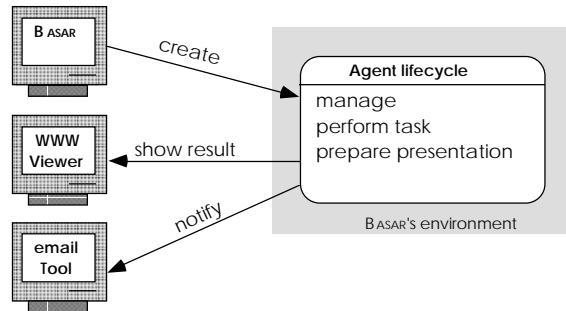 BASAR
create
Agent lifecycle
manage
perform task
prepare presentation
WWW
Viewer
show result
notify
BASAR's environment
email
Tool